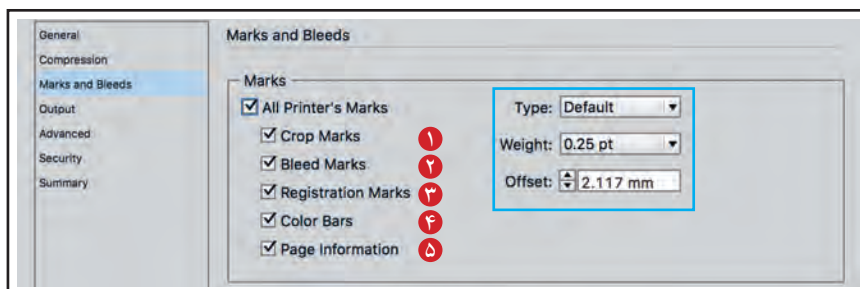 General
Compression
Marks and Bleeds
Output
Advanced
Security
Summary
Marks and Bleeds
Marks
All Printer's Marks
Crop Marks ۱
Bleed Marks ۲
Registration Marks ۳
Color Bars ۴
Page Information ۵
Type: Default
Weight: 0.25 pt
Offset: 2.117 mm